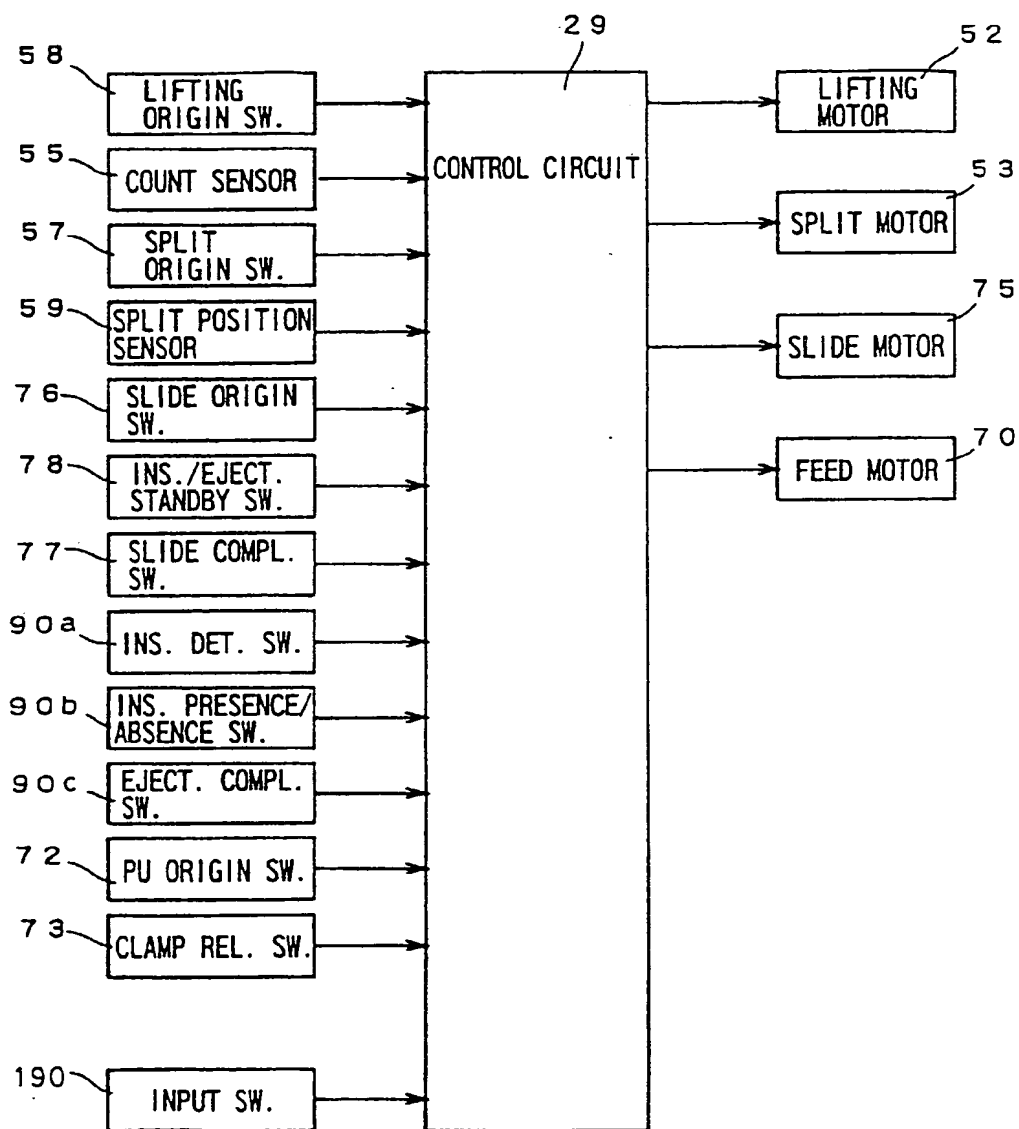 58
LIFTING
ORIGIN SW.
55
COUNT SENSOR
57
SPLIT
ORIGIN SW.
59
SPLIT POSITION
SENSOR
76
SLIDE ORIGIN
SW.
78
INS./EJECT.
STANDBY SW.
77
SLIDE COMPL.
SW.
90a
INS. DET. SW.
90b
INS. PRESENCE/
ABSENCE SW.
90c
EJECT. COMPL.
SW.
72
PU ORIGIN SW.
73
CLAMP REL. SW.
190
INPUT SW.
29
CONTROL CIRCUIT
52
LIFTING
MOTOR
53
SPLIT MOTOR
75
SLIDE MOTOR
70
FEED MOTOR